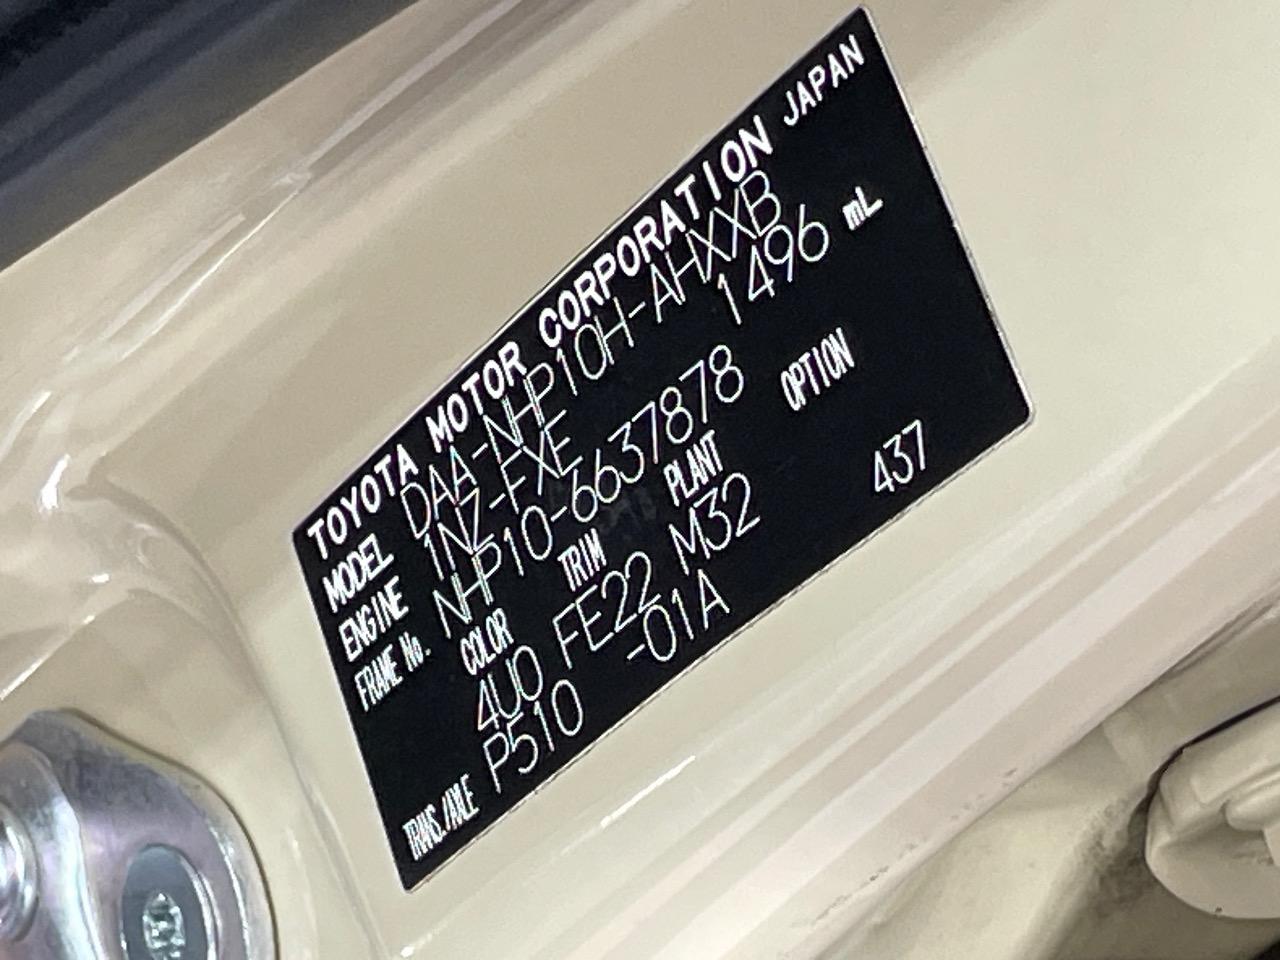 TOYOTA MOTOR CORPORATION JAPAN
MODEL DAA-NHP10H-AHXXB
ENGINE 1NZ-FXE 1496 mL
FRAME No. NHP10-6637878
COLOR TRIM PLANT OPTION
4U0 FE22 M32 437
TRANS./AXLE P510 -01A